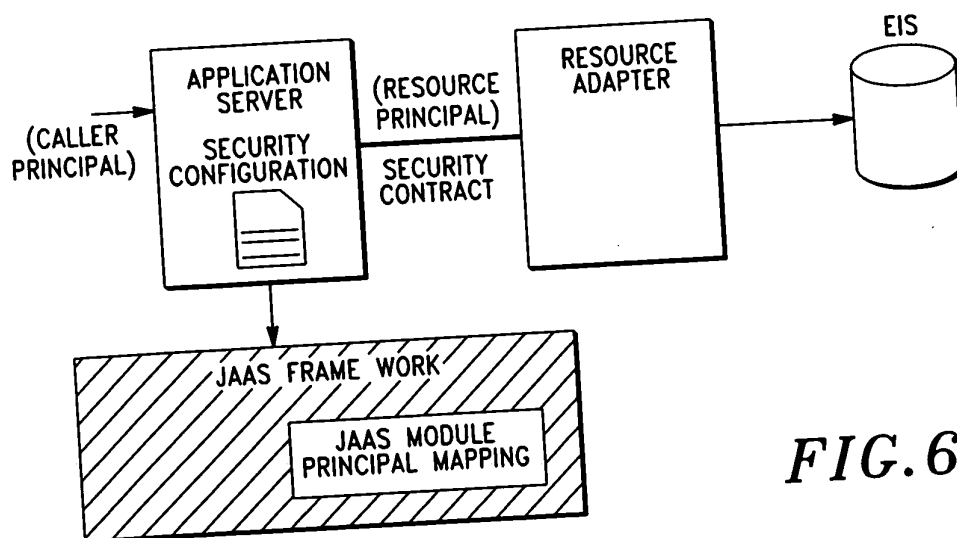 EIS
APPLICATION
SERVER
SECURITY
CONFIGURATION
(CALLER
PRINCIPAL)
(RESOURCE
PRINCIPAL)
SECURITY
CONTRACT
RESOURCE
ADAPTER
JAAS FRAME WORK
JAAS MODULE
PRINCIPAL MAPPING
FIG. 6